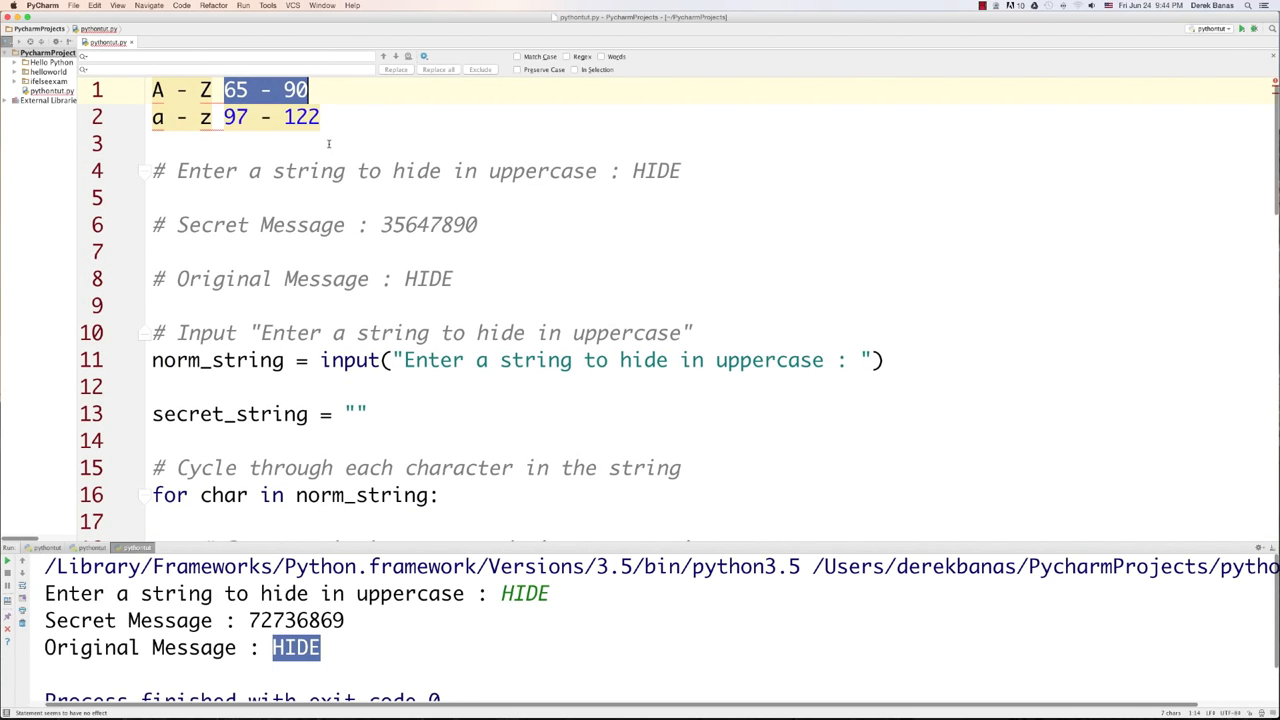 PyCharm File Edit View Navigate Code Refactor Run Tools VCS Window Help
Fri Jun 24 9:44 PM Derek Banas
pythontut.py - PycharmProjects - [~/PycharmProjects]
PycharmProjects pythontut.py
pythontut
pythontut.py
PycharmProject
Hello Python
helloworld
ifelseexam
pythontut.py
External Librarie
Match Case Regex Words
Replace Replace all Exclude Preserve Case In Selection
1 A - Z 65 - 90
2 a - z 97 - 122
3
4 # Enter a string to hide in uppercase : HIDE
5
6 # Secret Message : 35647890
7
8 # Original Message : HIDE
9
10 # Input "Enter a string to hide in uppercase"
11 norm_string = input("Enter a string to hide in uppercase : ")
12
13 secret_string = ""
14
15 # Cycle through each character in the string
16 for char in norm_string:
17
Run: pythontut pythontut pythontut
/Library/Frameworks/Python.framework/Versions/3.5/bin/python3.5 /Users/derekbanas/PycharmProjects/pytho
Enter a string to hide in uppercase : HIDE
Secret Message : 72736869
Original Message : HIDE
Process finished with exit code 0
Statement seems to have no effect
7 chars 1:14 LF UTF-8